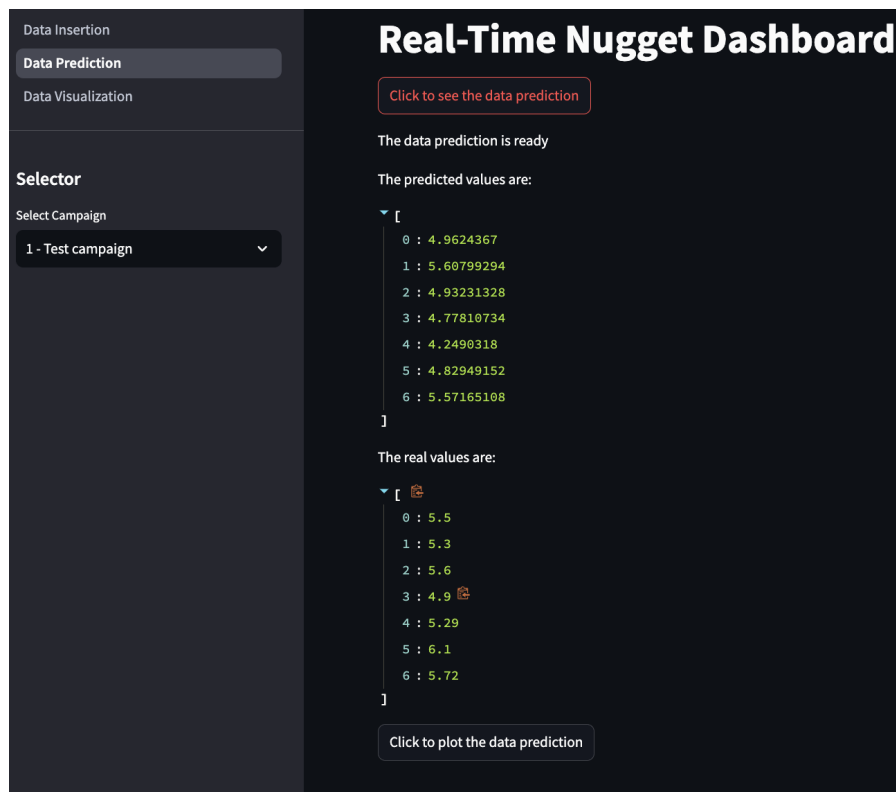 Data Insertion
Data Prediction
Data Visualization
Selector
Select Campaign
1 - Test campaign
Real-Time Nugget Dashboard
Click to see the data prediction
The data prediction is ready
The predicted values are:
[
0 : 4.9624367
1 : 5.60799294
2 : 4.93231328
3 : 4.77810734
4 : 4.2490318
5 : 4.82949152
6 : 5.57165108
]
The real values are:
[
0 : 5.5
1 : 5.3
2 : 5.6
3 : 4.9
4 : 5.29
5 : 6.1
6 : 5.72
]
Click to plot the data prediction